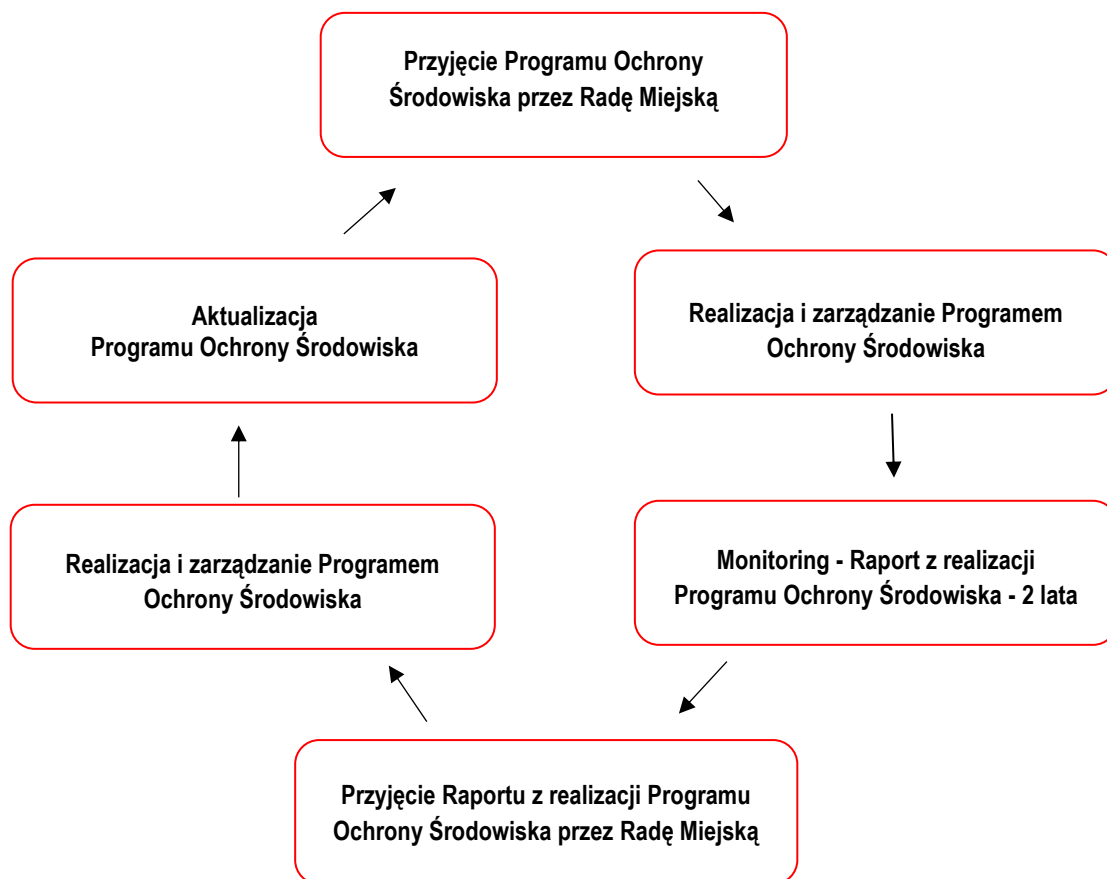 Przyjęcie Programu Ochrony
Środowiska przez Radę Miejską
Aktualizacja
Programu Ochrony Środowiska
Realizacja i zarządzanie Programem
Ochrony Środowiska
Realizacja i zarządzanie Programem
Ochrony Środowiska
Monitoring - Raport z realizacji
Programu Ochrony Środowiska - 2 lata
Przyjęcie Raportu z realizacji Programu
Ochrony Środowiska przez Radę Miejską